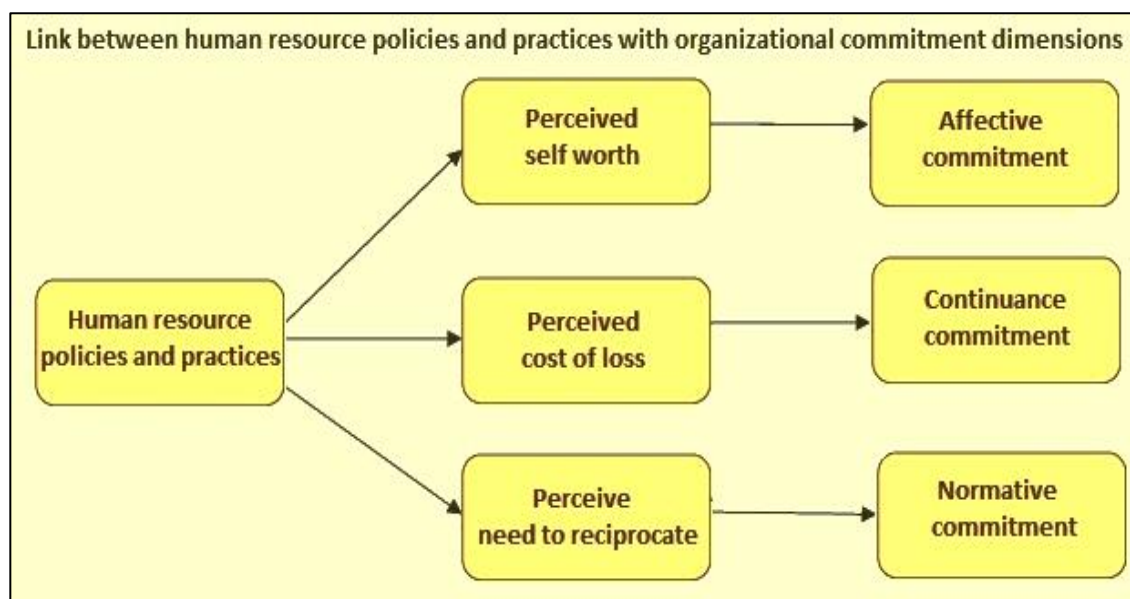 Link between human resource policies and practices with organizational commitment dimensions
Perceived
self worth
Affective
commitment
Human resource
policies and practices
Perceived
cost of loss
Continuance
commitment
Perceive
need to reciprocate
Normative
commitment